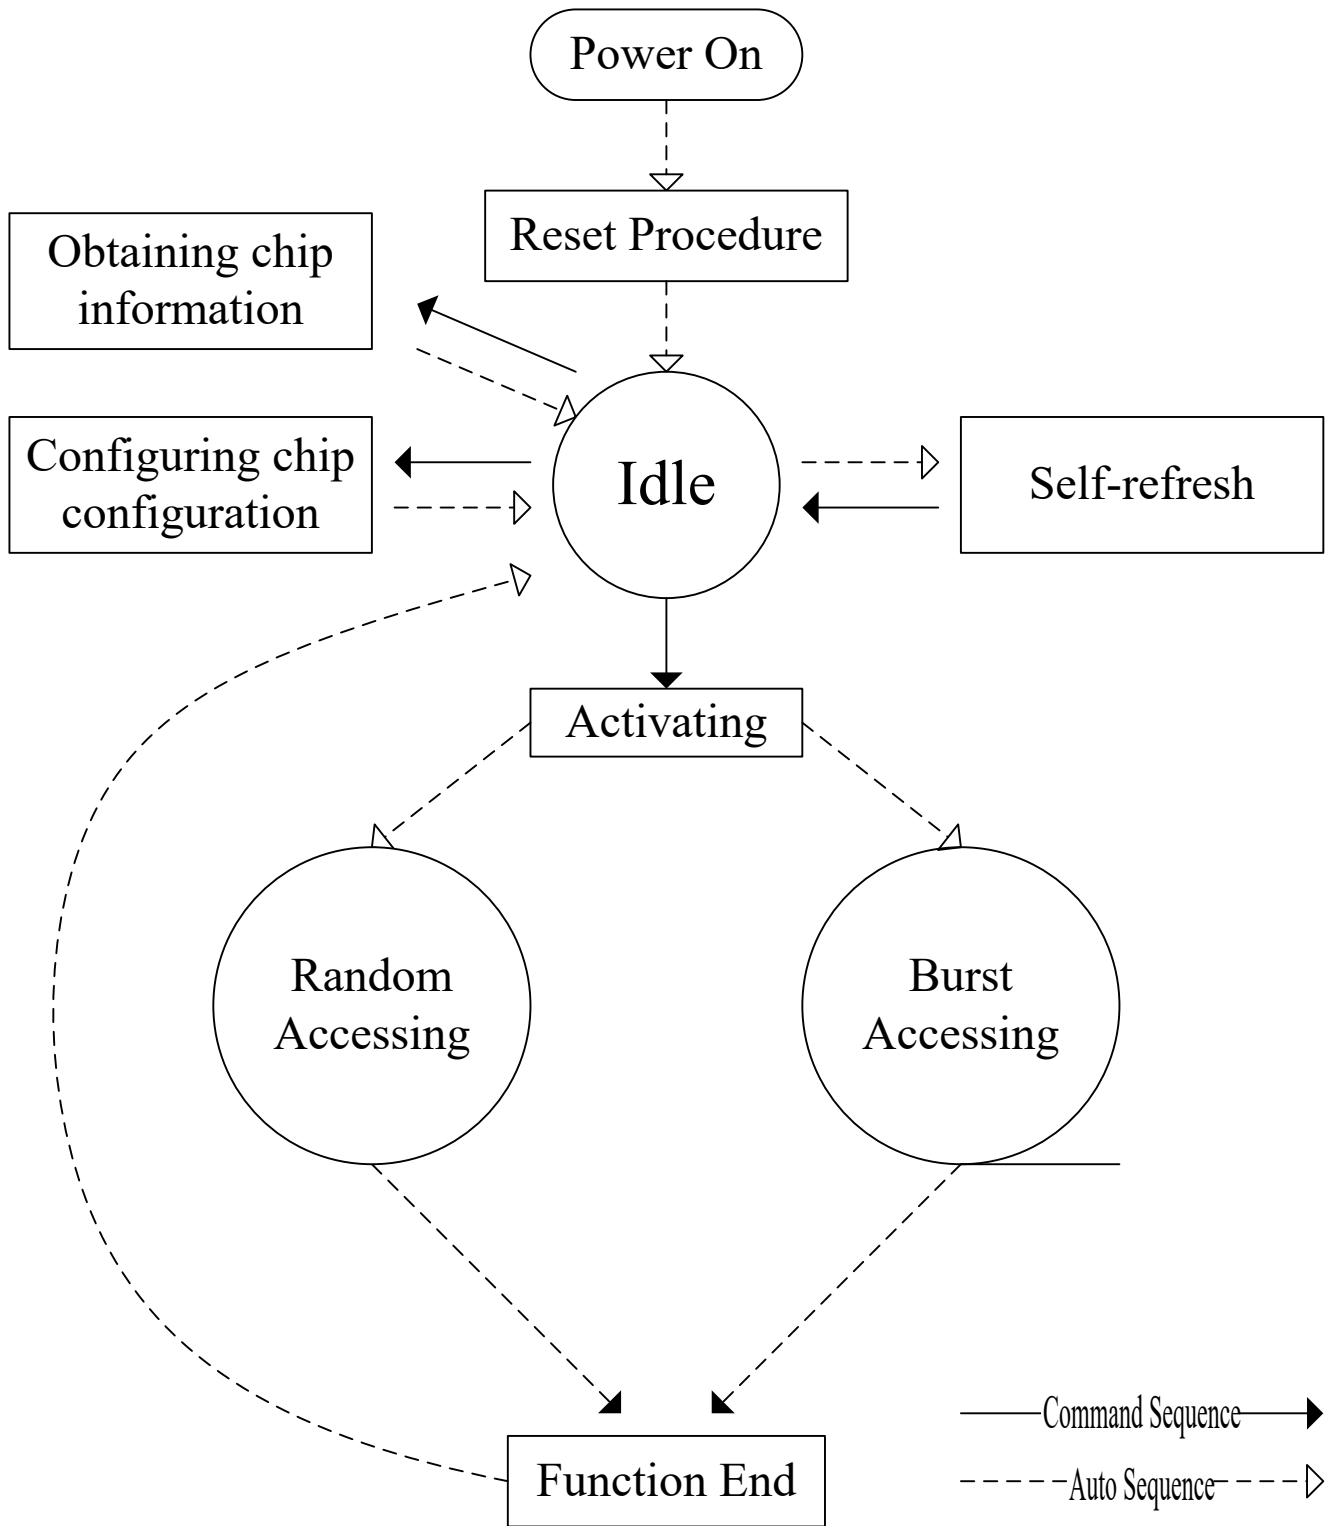 Power On
Reset Procedure
Obtaining chip
information
Configuring chip
configuration
Idle
Self-refresh
Activating
Random
Accessing
Burst
Accessing
Command Sequence
Auto Sequence
Function End